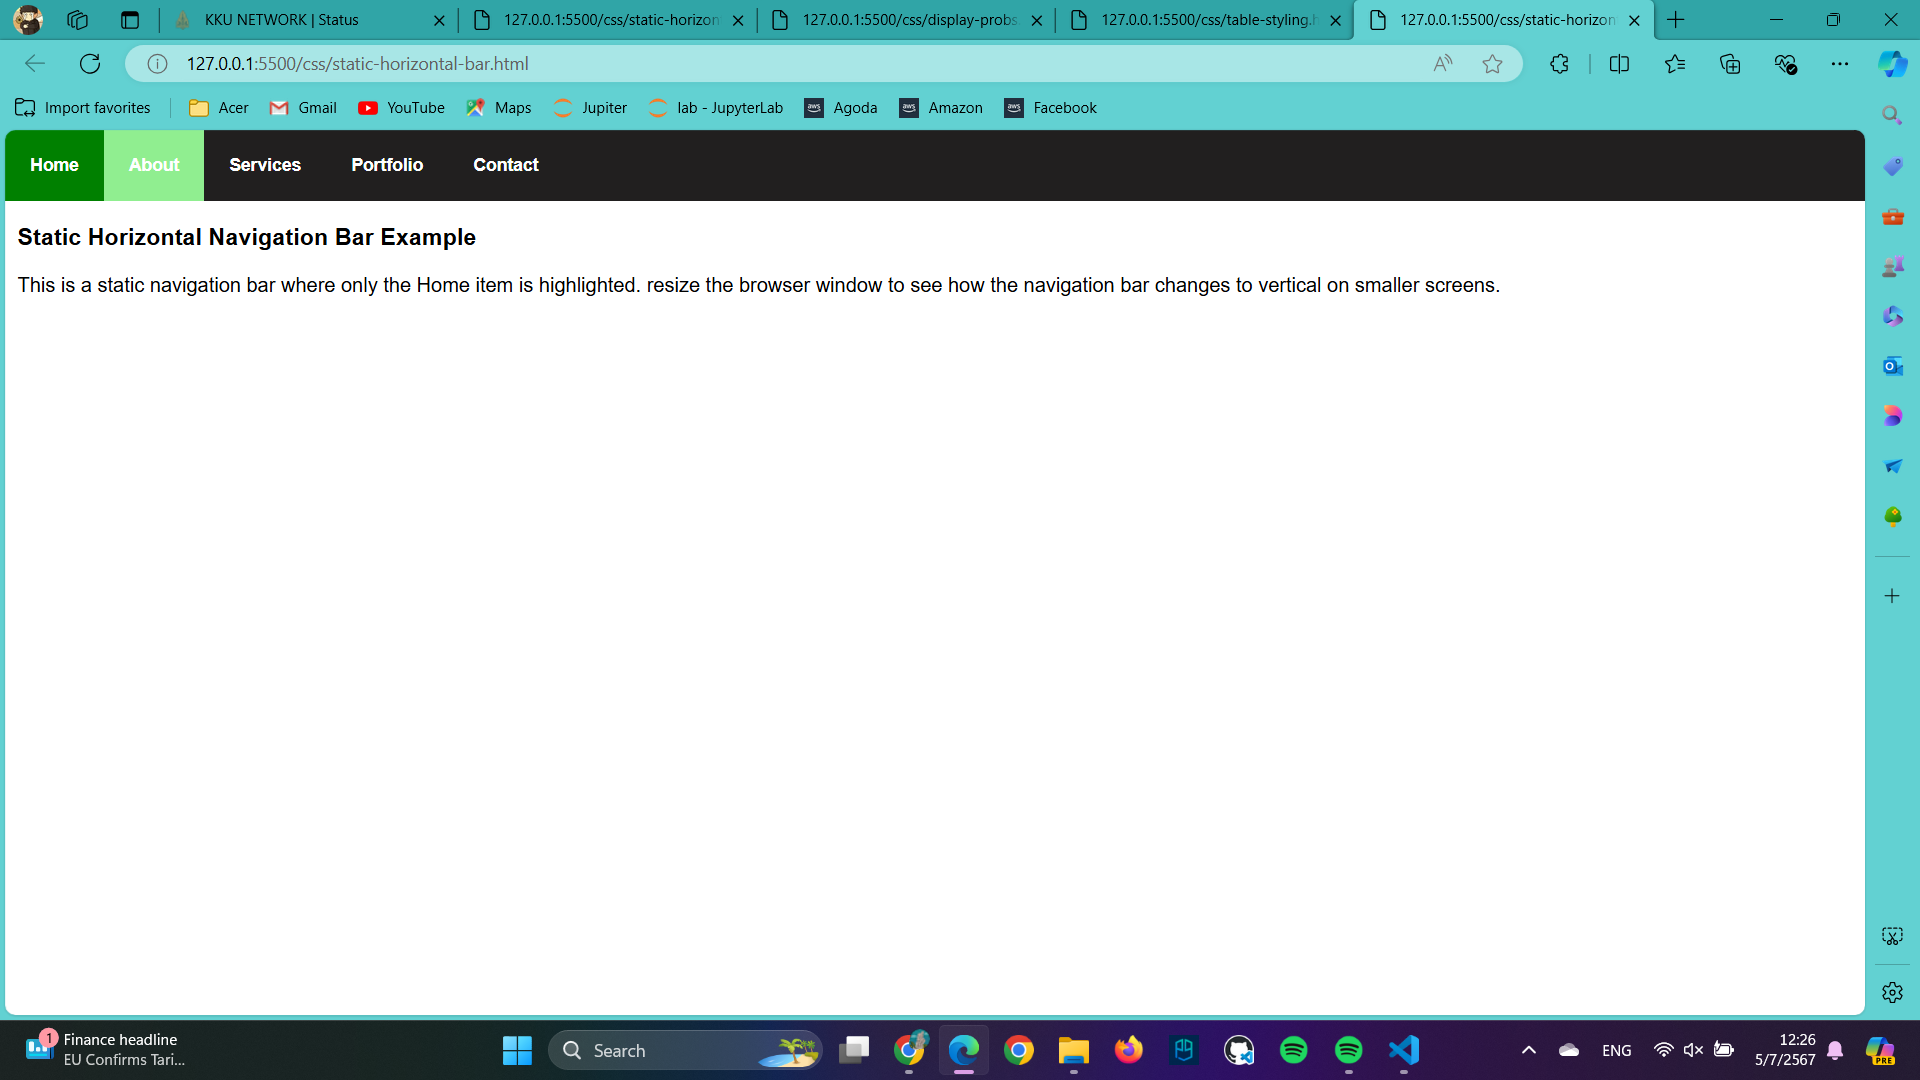 KKU NETWORK | Status
127.0.0.1:5500/css/static-horizon
127.0.0.1:5500/css/display-probs
127.0.0.1:5500/css/table-styling.h
127.0.0.1:5500/css/static-horizon
127.0.0.1:5500/css/static-horizontal-bar.html
Import favorites
Acer
Gmail
YouTube
Maps
Jupiter
lab - JupyterLab
aws
Agoda
aws
Amazon
aws
Facebook
Home
About
Services
Portfolio
Contact
Static Horizontal Navigation Bar Example
This is a static navigation bar where only the Home item is highlighted. resize the browser window to see how the navigation bar changes to vertical on smaller screens.
1
Finance headline
EU Confirms Tari...
Search
ENG
12:26
5/7/2567
PRE